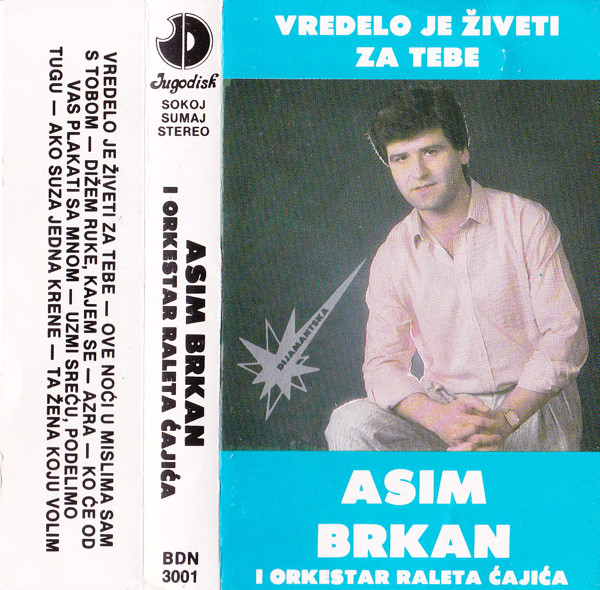 VREDELO JE ŽIVETI ZA TEBE — OVE NOĆI U MISLIMA SAM
S TOBOM — DIŽEM RUKE, KAJEM SE — AZRA — KO ĆE OD
VAS PLAKATI SA MNOM — UZMI SREĆU, PODELIMO
TUGU — AKO SUZA JEDNA KRENE — TA ŽENA KOJU VOLIM
Jugodisk
SOKOJ
SUMAJ
STEREO
ASIM BRKAN
I ORKESTAR RALETA ĆAJIĆA
BDN
3001
VREDELO JE ŽIVETI
ZA TEBE
DIJAMANTSKA
ASIM
BRKAN
I ORKESTAR RALETA ĆAJIĆA